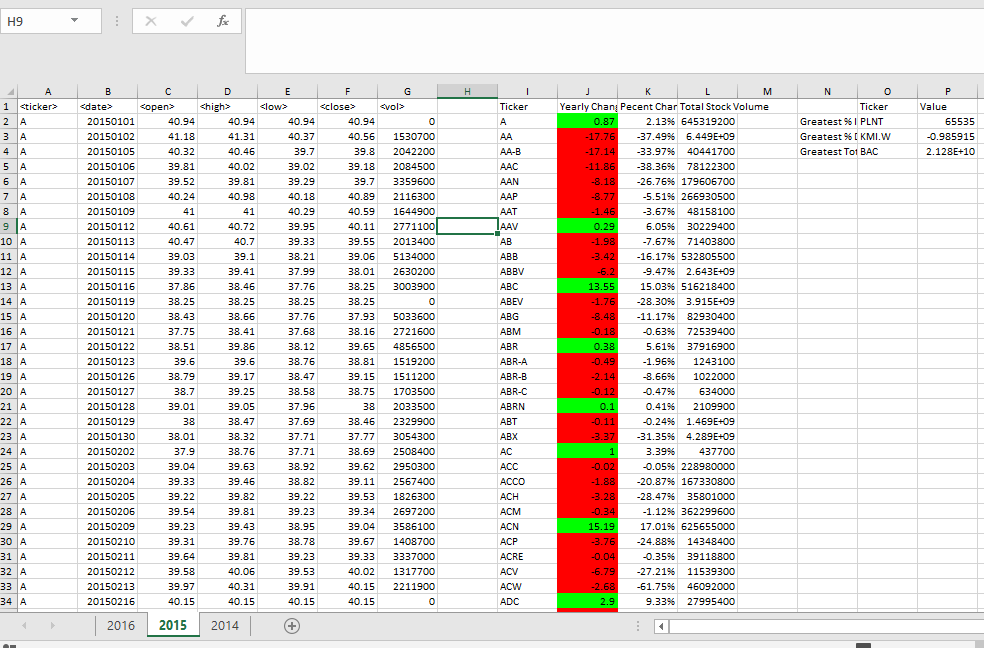 H9 fx
A B C D E F G H I J K L M N O P
1 <ticker> <date> <open> <high> <low> <close> <vol> Ticker Yearly Chang Pecent Char Total Stock Volume Ticker Value
2 A 20150101 40.94 40.94 40.94 40.94 0 A 0.87 2.13% 645319200 Greatest % I PLNT 65535
3 A 20150102 41.18 41.31 40.37 40.56 1530700 AA -17.76 -37.49% 6.449E+09 Greatest % D KMI.W -0.985915
4 A 20150105 40.32 40.46 39.7 39.8 2042200 AA-B -17.14 -33.97% 40441700 Greatest Tot BAC 2.128E+10
5 A 20150106 39.81 40.02 39.02 39.18 2084500 AAC -11.86 -38.36% 78122300
6 A 20150107 39.52 39.81 39.29 39.7 3359600 AAN -8.18 -26.76% 179606700
7 A 20150108 40.24 40.98 40.18 40.89 2116300 AAP -8.77 -5.51% 266930500
8 A 20150109 41 41 40.29 40.59 1644900 AAT -1.46 -3.67% 48158100
9 A 20150112 40.61 40.72 39.95 40.11 2771100 AAV 0.29 6.05% 30229400
10 A 20150113 40.47 40.7 39.33 39.55 2013400 AB -1.98 -7.67% 71403800
11 A 20150114 39.03 39.1 38.21 39.06 5134000 ABB -3.42 -16.17% 532805500
12 A 20150115 39.33 39.41 37.99 38.01 2630200 ABBV -6.2 -9.47% 2.643E+09
13 A 20150116 37.86 38.46 37.76 38.25 3003900 ABC 13.55 15.03% 516218400
14 A 20150119 38.25 38.25 38.25 38.25 0 ABEV -1.76 -28.30% 3.915E+09
15 A 20150120 38.43 38.66 37.76 37.93 5033600 ABG -8.48 -11.17% 82930400
16 A 20150121 37.75 38.41 37.68 38.16 2721600 ABM -0.18 -0.63% 72539400
17 A 20150122 38.51 39.86 38.12 39.65 4856500 ABR 0.38 5.61% 37916900
18 A 20150123 39.6 39.6 38.76 38.81 1519200 ABR-A -0.49 -1.96% 1243100
19 A 20150126 38.79 39.17 38.47 39.15 1511200 ABR-B -2.14 -8.66% 1022000
20 A 20150127 38.7 39.25 38.58 38.75 1703500 ABR-C -0.12 -0.47% 634000
21 A 20150128 39.01 39.05 37.96 38 2033500 ABRN 0.1 0.41% 2109900
22 A 20150129 38 38.47 37.69 38.46 2329900 ABT -0.11 -0.24% 1.469E+09
23 A 20150130 38.01 38.32 37.71 37.77 3054300 ABX -3.37 -31.35% 4.289E+09
24 A 20150202 37.9 38.76 37.71 38.69 2508400 AC 1 3.39% 437700
25 A 20150203 39.04 39.63 38.92 39.62 2950300 ACC -0.02 -0.05% 228980000
26 A 20150204 39.33 39.46 38.82 39.11 2567400 ACCO -1.88 -20.87% 167330800
27 A 20150205 39.22 39.82 39.22 39.53 1826300 ACH -3.28 -28.47% 35801000
28 A 20150206 39.54 39.81 39.23 39.34 2697200 ACM -0.34 -1.12% 362299600
29 A 20150209 39.23 39.43 38.95 39.04 3586100 ACN 15.19 17.01% 625655000
30 A 20150210 39.31 39.76 38.78 39.67 1408700 ACP -3.76 -24.88% 14348400
31 A 20150211 39.64 39.81 39.23 39.33 3337000 ACRE -0.04 -0.35% 39118800
32 A 20150212 39.58 40.06 39.53 40.02 1317700 ACV -6.79 -27.21% 11539300
33 A 20150213 39.97 40.31 39.91 40.15 2211900 ACW -2.68 -61.75% 46092000
34 A 20150216 40.15 40.15 40.15 40.15 0 ADC 2.9 9.33% 27995400
2016 2015 2014